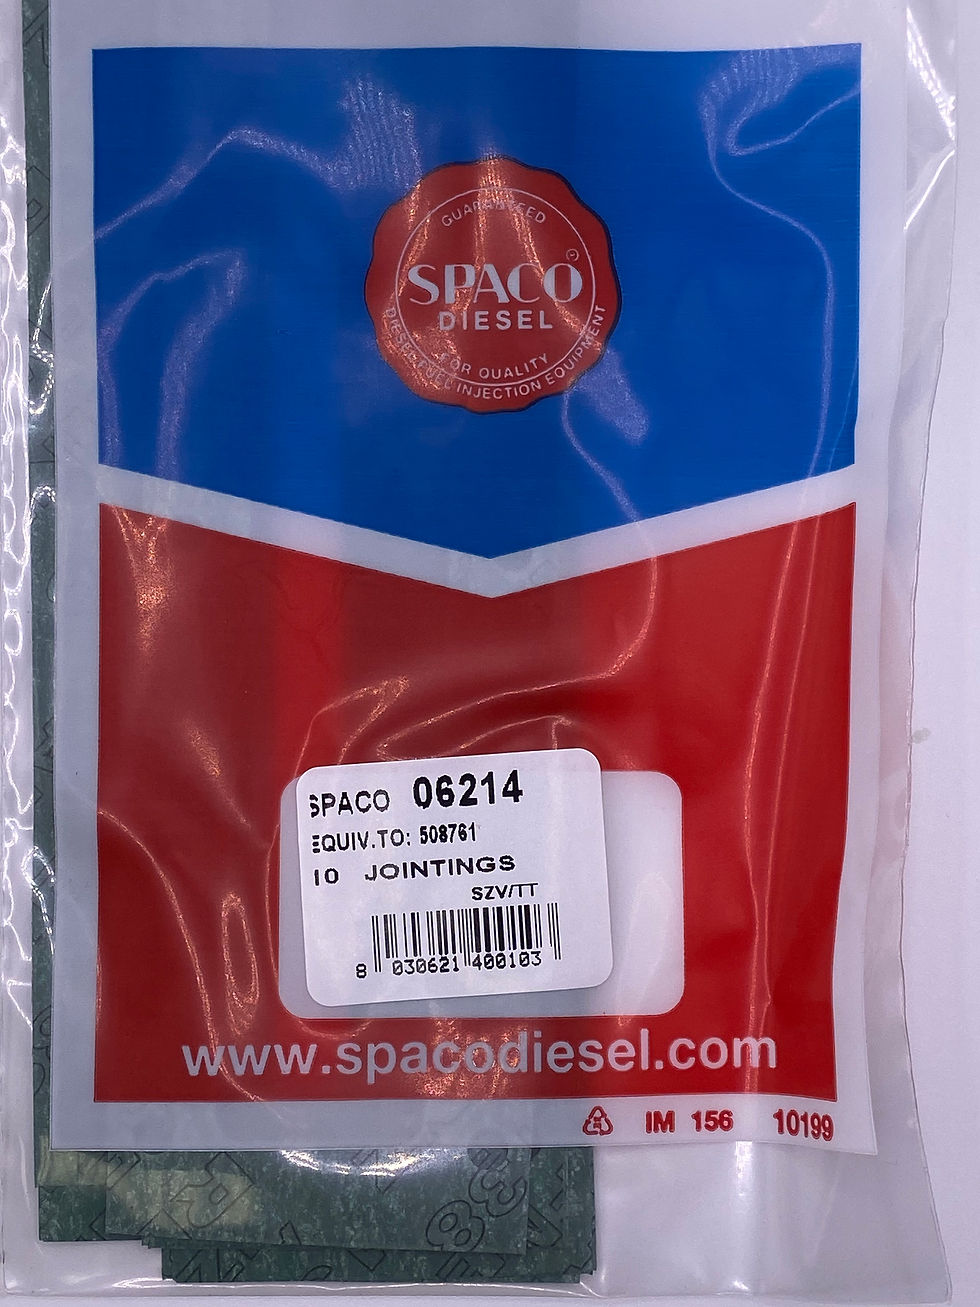 GUARANTEED
SPACO®
DIESEL
FOR QUALITY
DIESEL FUEL INJECTION EQUIPMENT
SPACO 06214
EQUIV.TO: 508761
10 JOINTINGS
SZV/TT
8 030621 400103
www.spacodiesel.com
IM 156 10199